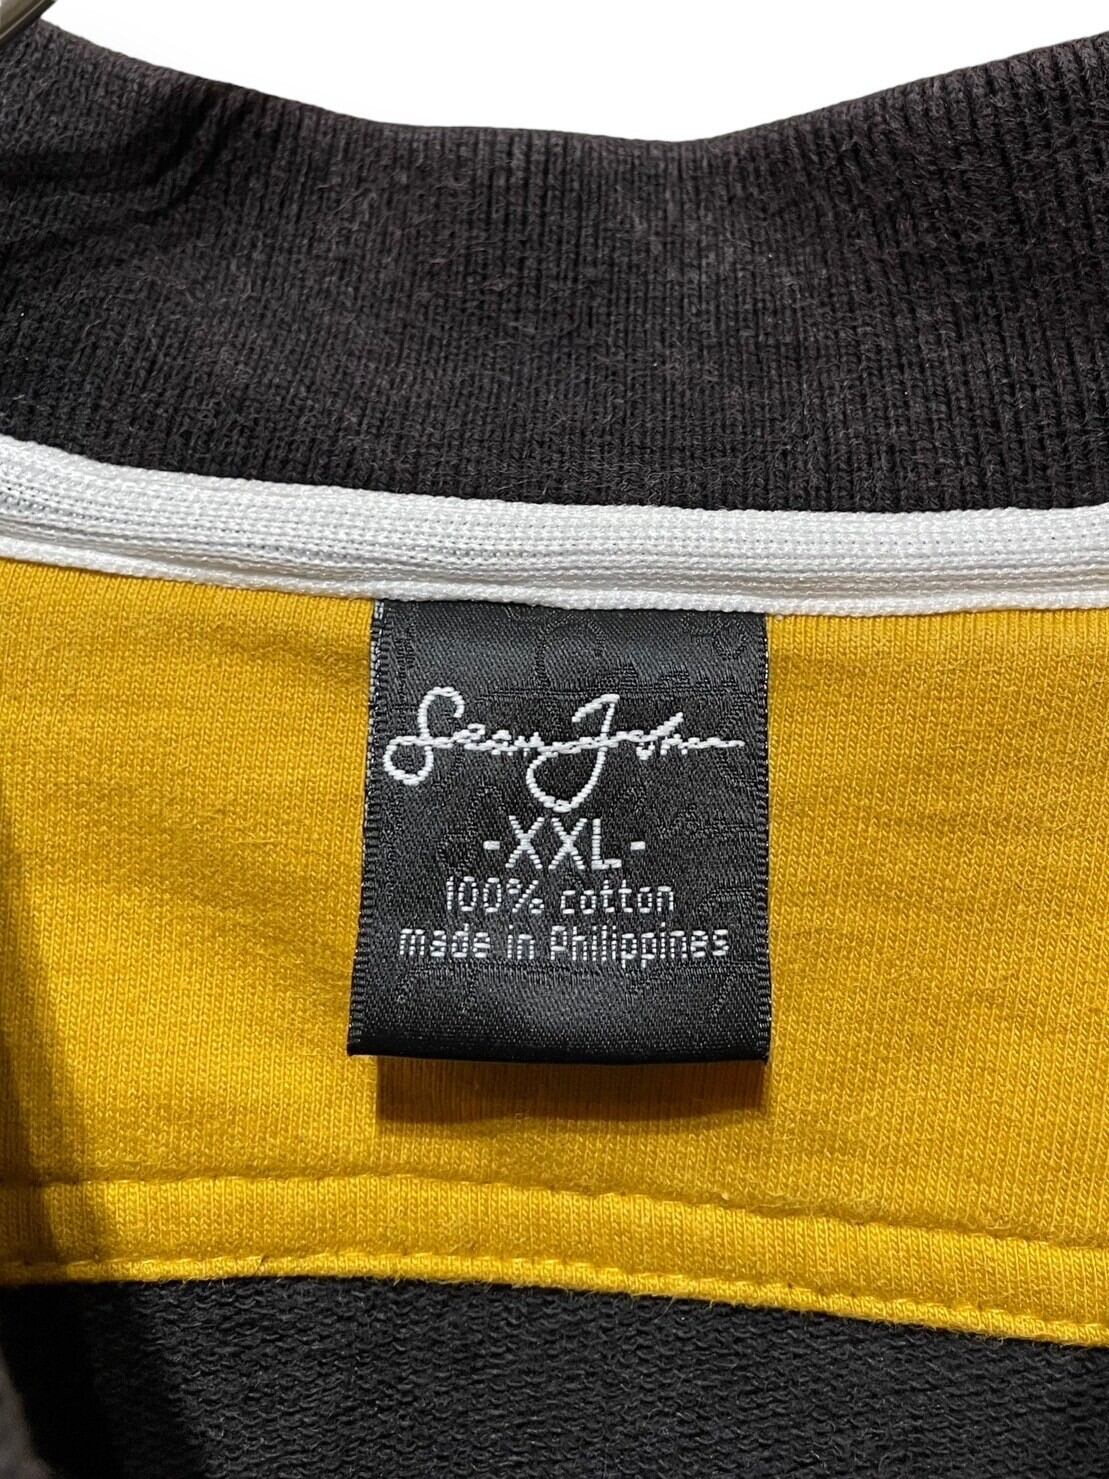 Sean John
-XXL-
100% cotton
made in Philippines